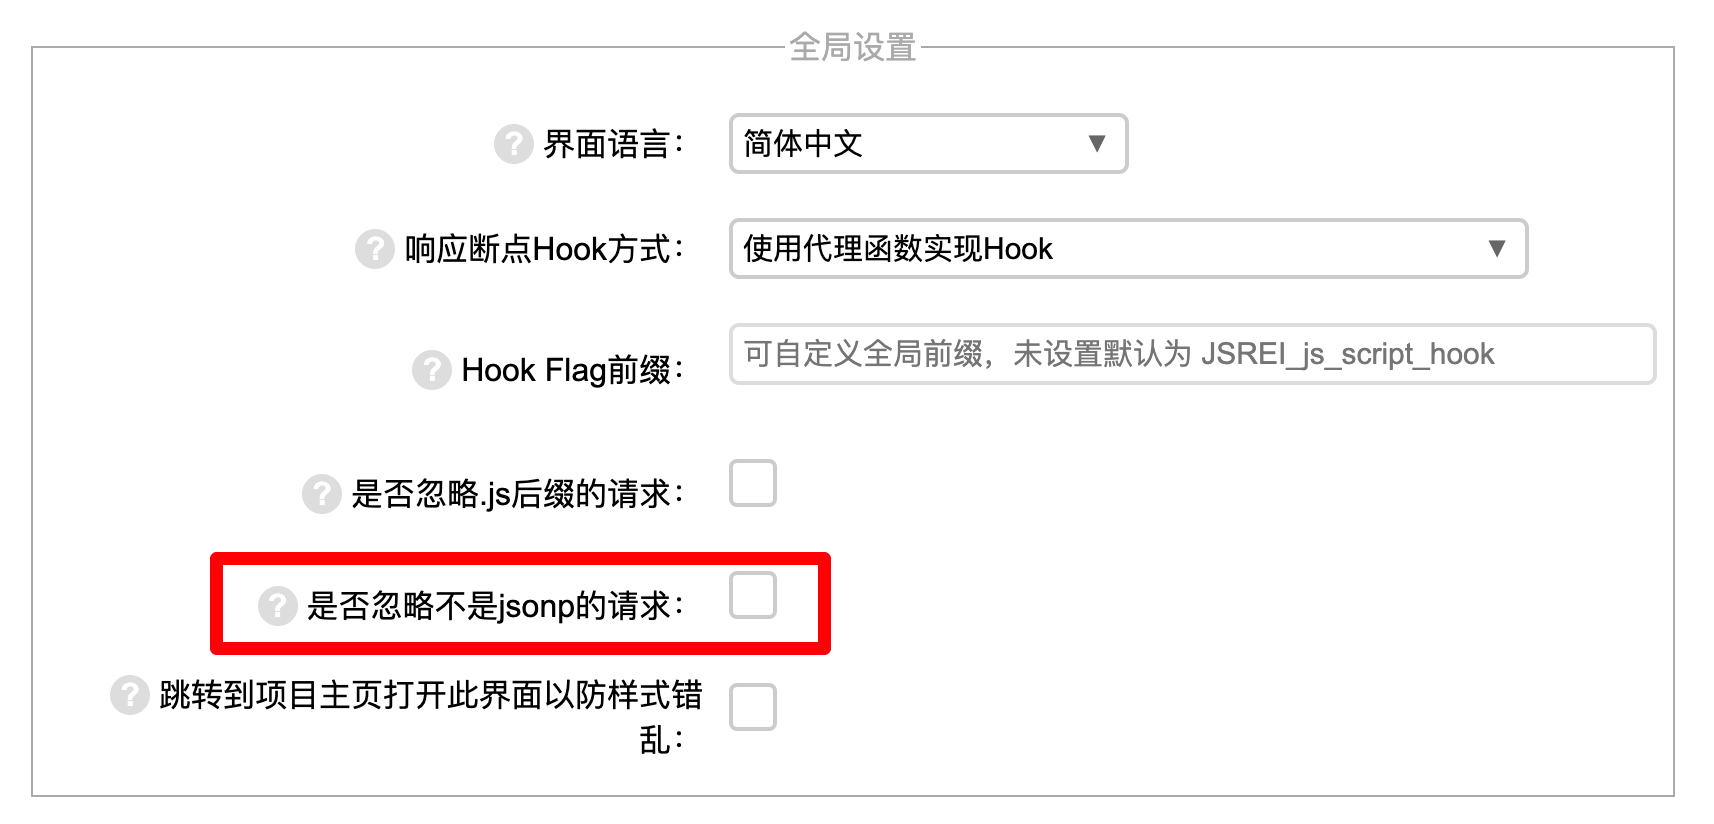 全局设置
? 界面语言： 简体中文 ▼
? 响应断点Hook方式： 使用代理函数实现Hook ▼
? Hook Flag前缀： 可自定义全局前缀，未设置默认为 JSREI_js_script_hook
? 是否忽略.js后缀的请求：
? 是否忽略不是jsonp的请求：
? 跳转到项目主页打开此界面以防样式错
乱：